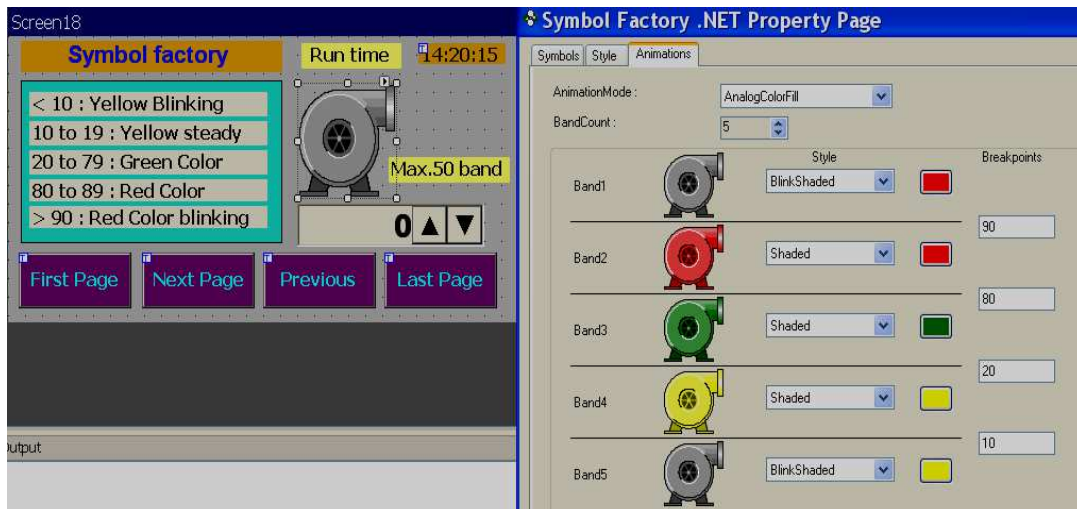 Screen18
Symbol factory
Run time
14:20:15
< 10 : Yellow Blinking
10 to 19 : Yellow steady
20 to 79 : Green Color
80 to 89 : Red Color
> 90 : Red Color blinking
Max.50 band
0
First Page
Next Page
Previous
Last Page
Symbol Factory .NET Property Page
Symbols
Style
Animations
AnimationMode :
AnalogColorFill
BandCount :
5
Style
Breakpoints
Band1
BlinkShaded
90
Band2
Shaded
80
Band3
Shaded
20
Band4
Shaded
10
Band5
BlinkShaded